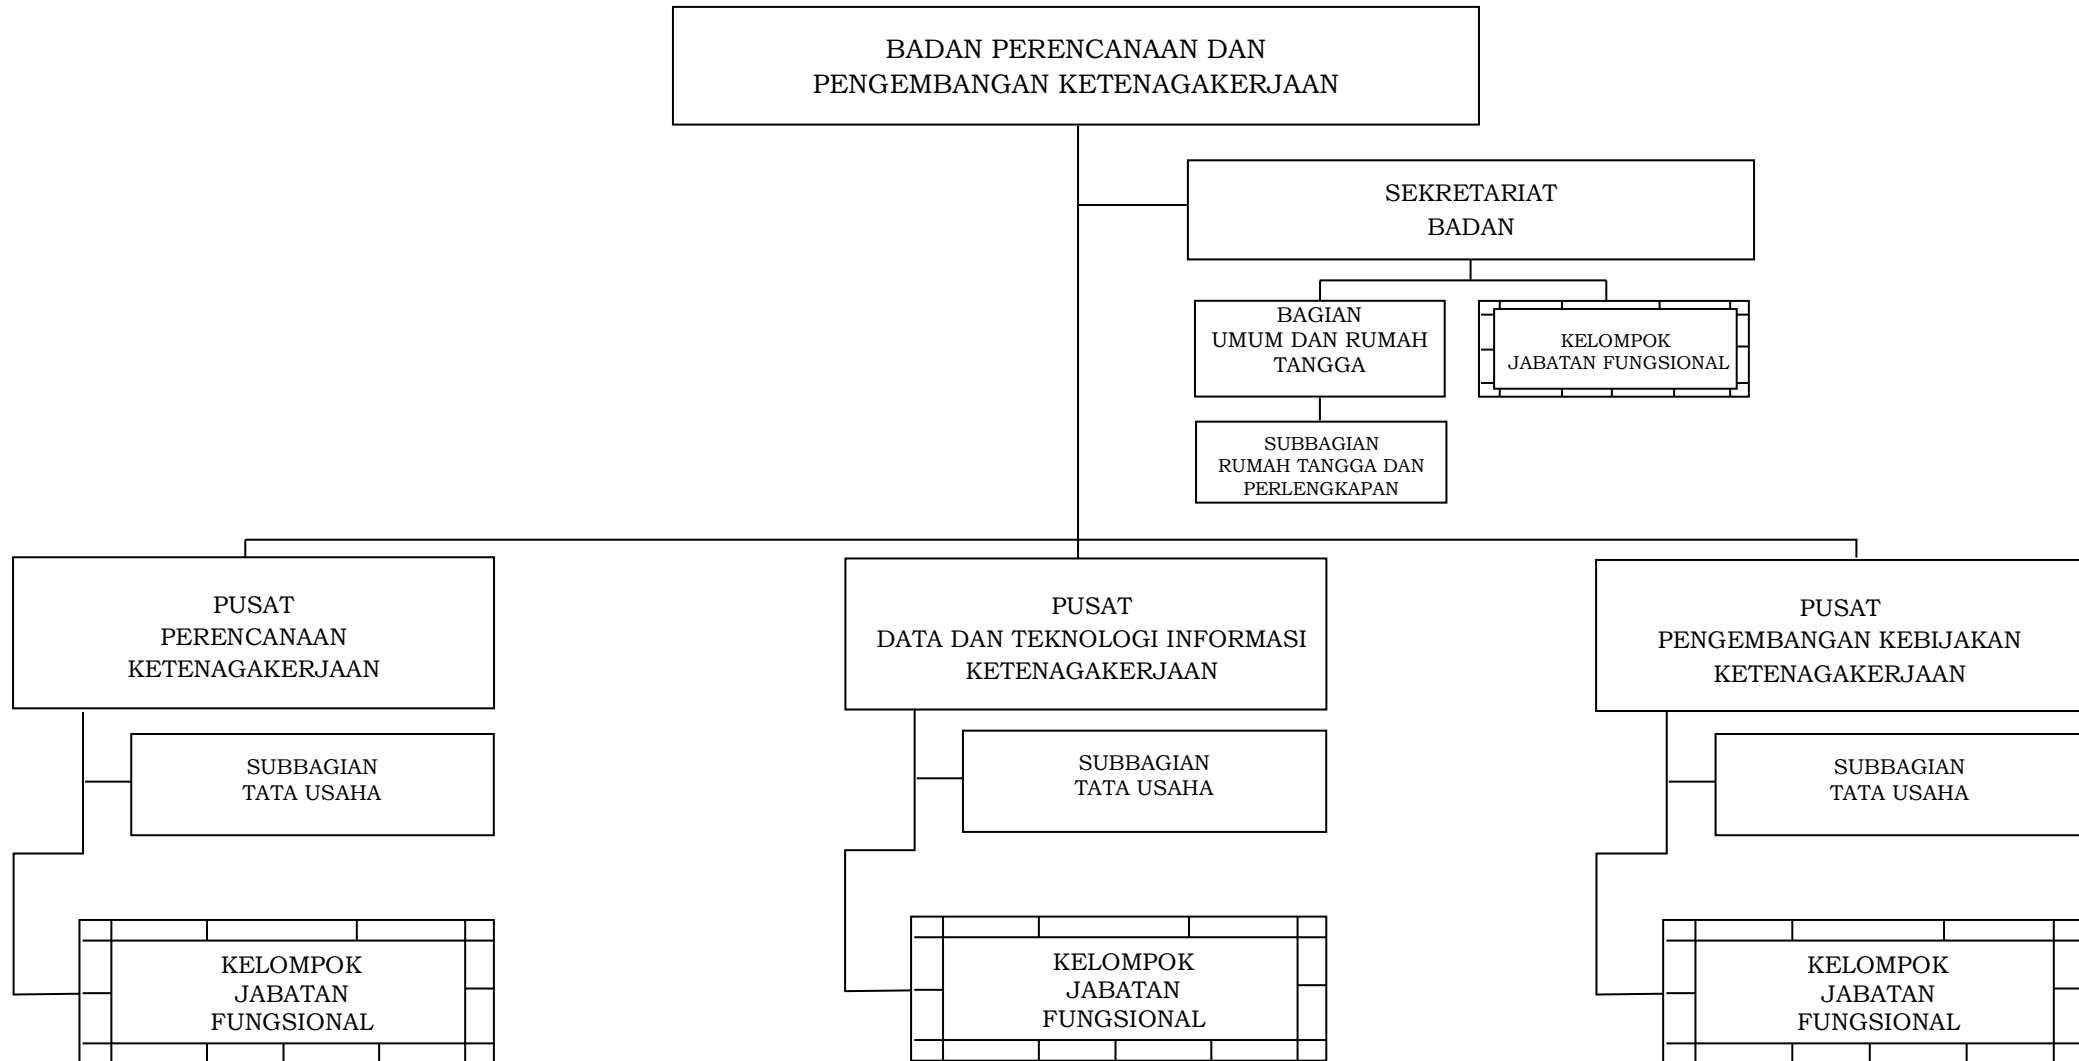 BADAN PERENCANAAN DAN
PENGEMBANGAN KETENAGAKERJAAN
SEKRETARIAT
BADAN
BAGIAN
UMUM DAN RUMAH
TANGGA
KELOMPOK
JABATAN FUNGSIONAL
SUBBAGIAN
RUMAH TANGGA DAN
PERLENGKAPAN
PUSAT
PERENCANAAN
KETENAGAKERJAAN
SUBBAGIAN
TATA USAHA
KELOMPOK
JABATAN
FUNGSIONAL
PUSAT
DATA DAN TEKNOLOGI INFORMASI
KETENAGAKERJAAN
SUBBAGIAN
TATA USAHA
KELOMPOK
JABATAN
FUNGSIONAL
PUSAT
PENGEMBANGAN KEBIJAKAN
KETENAGAKERJAAN
SUBBAGIAN
TATA USAHA
KELOMPOK
JABATAN
FUNGSIONAL